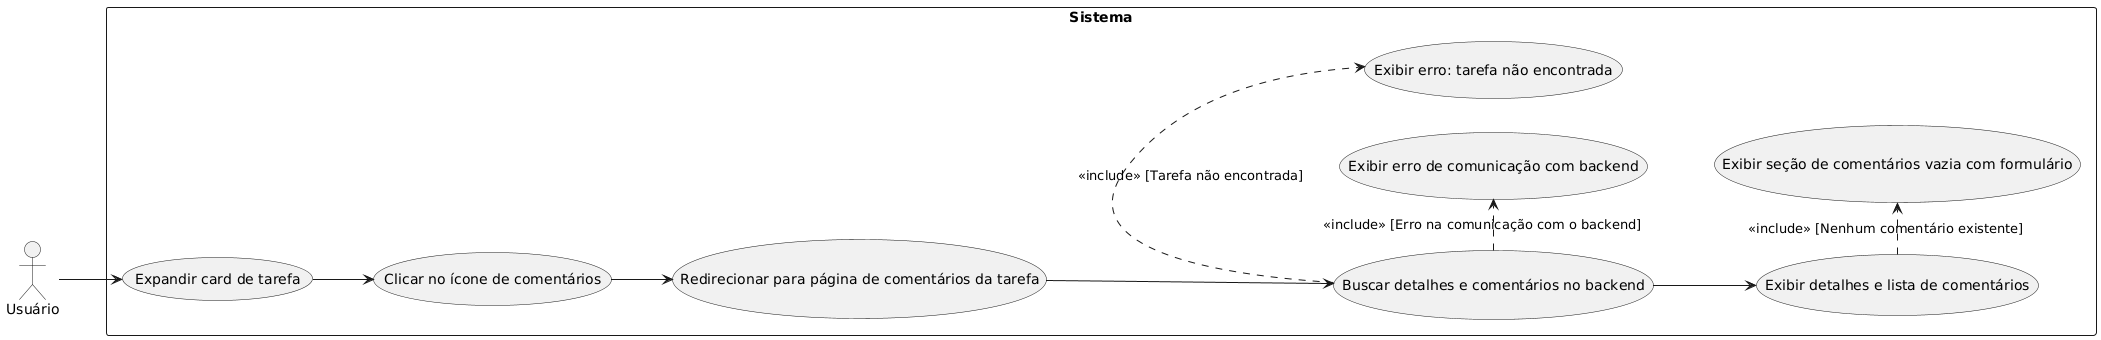 Sistema
Exibir erro: tarefa não encontrada
Exibir erro de comunicação com backend
Exibir seção de comentários vazia com formulário
«include» [Tarefa não encontrada]
«include» [Erro na comunicação com o backend]
«include» [Nenhum comentário existente]
Usuário
Expandir card de tarefa
Clicar no ícone de comentários
Redirecionar para página de comentários da tarefa
Buscar detalhes e comentários no backend
Exibir detalhes e lista de comentários